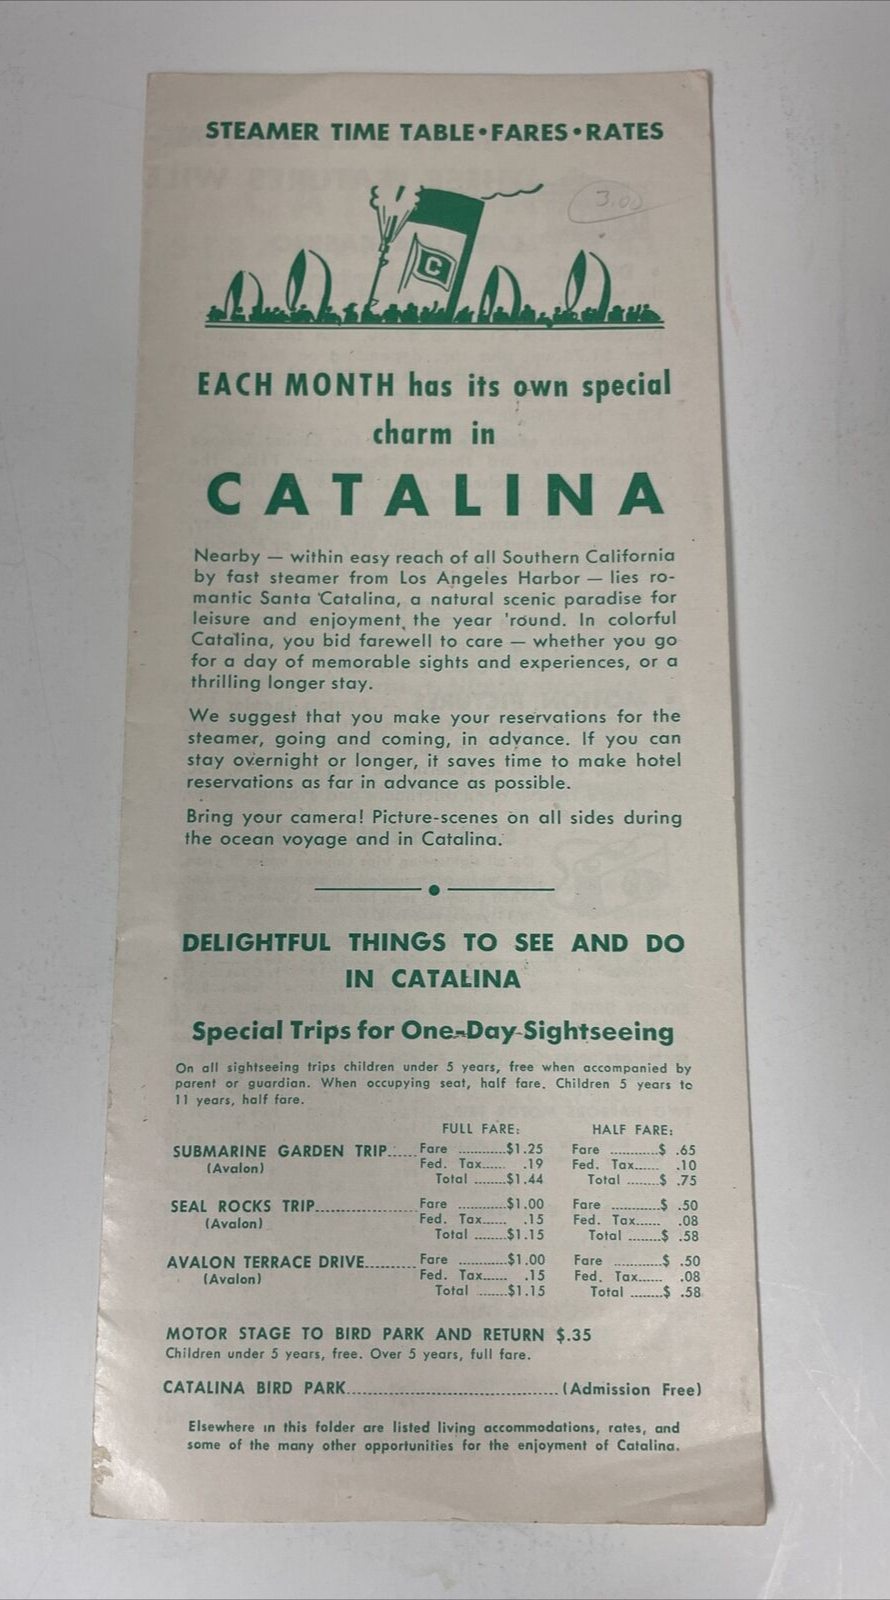 STEAMER TIME TABLE•FARES•RATES
3.00
C
EACH MONTH has its own special
charm in
CATALINA
Nearby — within easy reach of all Southern California
by fast steamer from Los Angeles Harbor — lies ro-
mantic Santa Catalina, a natural scenic paradise for
leisure and enjoyment the year 'round. In colorful
Catalina, you bid farewell to care — whether you go
for a day of memorable sights and experiences, or a
thrilling longer stay.
We suggest that you make your reservations for the
steamer, going and coming, in advance. If you can
stay overnight or longer, it saves time to make hotel
reservations as far in advance as possible.
Bring your camera! Picture-scenes on all sides during
the ocean voyage and in Catalina.
DELIGHTFUL THINGS TO SEE AND DO
IN CATALINA
Special Trips for One-Day Sightseeing
On all sightseeing trips children under 5 years, free when accompanied by
parent or guardian. When occupying seat, half fare. Children 5 years to
11 years, half fare.
FULL FARE: HALF FARE:
SUBMARINE GARDEN TRIP...... Fare ............$1.25 Fare ............$ .65
(Avalon) Fed. Tax...... .19 Fed. Tax...... .10
Total ........$1.44 Total ........$ .75
SEAL ROCKS TRIP.................... Fare ............$1.00 Fare ............$ .50
(Avalon) Fed. Tax...... .15 Fed. Tax...... .08
Total ........$1.15 Total ........$ .58
AVALON TERRACE DRIVE.......... Fare ............$1.00 Fare ............$ .50
(Avalon) Fed. Tax...... .15 Fed. Tax...... .08
Total ........$1.15 Total ........$ .58
MOTOR STAGE TO BIRD PARK AND RETURN $.35
Children under 5 years, free. Over 5 years, full fare.
CATALINA BIRD PARK..........................................(Admission Free)
Elsewhere in this folder are listed living accommodations, rates, and
some of the many other opportunities for the enjoyment of Catalina.